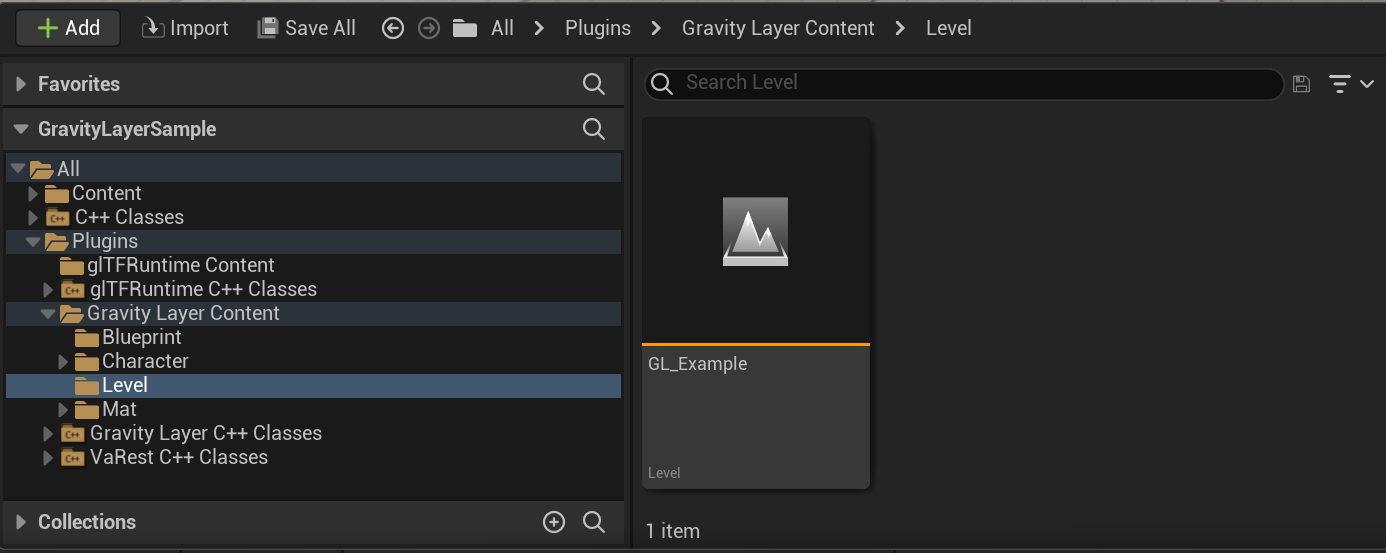 Add Import Save All All > Plugins > Gravity Layer Content > Level
Favorites
GravityLayerSample
All
Content
C++ Classes
Plugins
glTFRuntime Content
glTFRuntime C++ Classes
Gravity Layer Content
Blueprint
Character
Level
Mat
Gravity Layer C++ Classes
VaRest C++ Classes
Collections
Search Level
GL_Example
Level
1 item